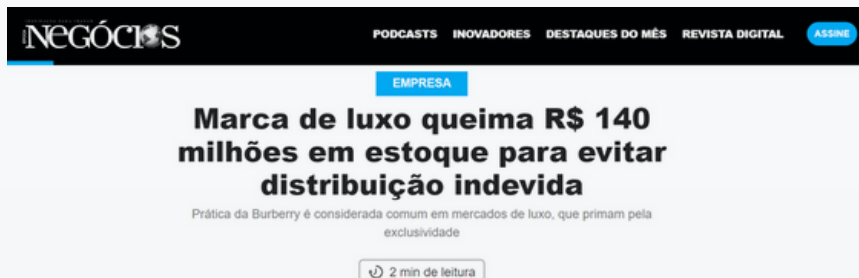 NEGÓCIOS
PODCASTS INOVADORES DESTAQUES DO MÊS REVISTA DIGITAL ASSINE
EMPRESA
Marca de luxo queima R$ 140
milhões em estoque para evitar
distribuição indevida
Prática da Burberry é considerada comum em mercados de luxo, que primam pela
exclusividade
2 min de leitura